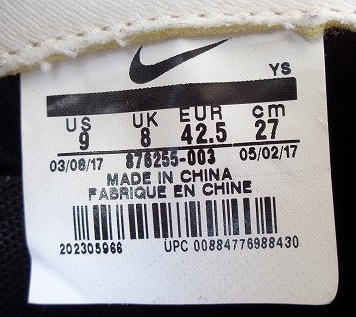 YS
US UK EUR cm
9 8 42.5 27
03/08/17 876255-003 05/02/17
MADE IN CHINA
FABRIQUE EN CHINE
202305966 UPC 00884776988430